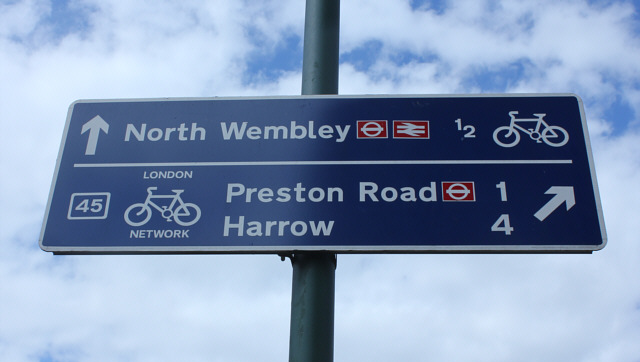 North Wembley ½
LONDON
45 Preston Road 1
NETWORK Harrow 4